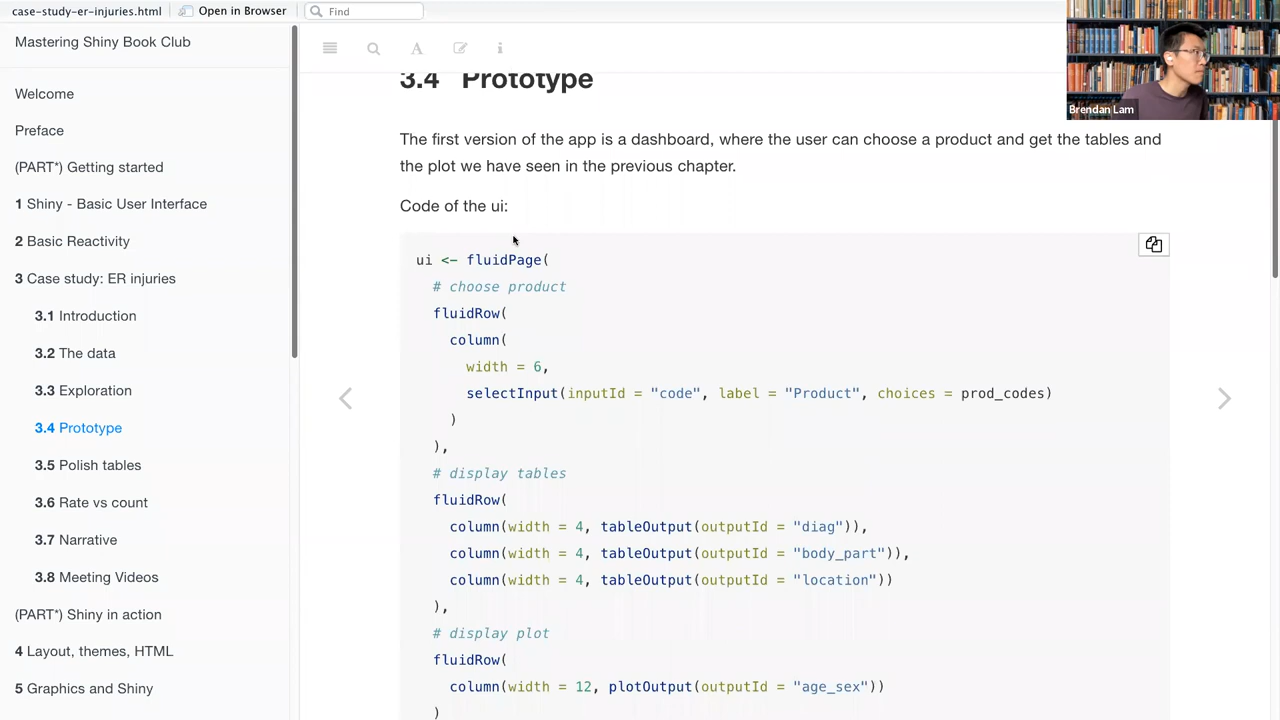 case-study-er-injuries.html Open in Browser Find
Mastering Shiny Book Club
Welcome
Preface
(PART*) Getting started
1 Shiny - Basic User Interface
2 Basic Reactivity
3 Case study: ER injuries
3.1 Introduction
3.2 The data
3.3 Exploration
3.4 Prototype
3.5 Polish tables
3.6 Rate vs count
3.7 Narrative
3.8 Meeting Videos
(PART*) Shiny in action
4 Layout, themes, HTML
5 Graphics and Shiny
3.4 Prototype
The first version of the app is a dashboard, where the user can choose a product and get the tables and
the plot we have seen in the previous chapter.
Code of the ui:
ui <- fluidPage(
  # choose product
  fluidRow(
    column(
      width = 6,
      selectInput(inputId = "code", label = "Product", choices = prod_codes)
    )
  ),
  # display tables
  fluidRow(
    column(width = 4, tableOutput(outputId = "diag")),
    column(width = 4, tableOutput(outputId = "body_part")),
    column(width = 4, tableOutput(outputId = "location"))
  ),
  # display plot
  fluidRow(
    column(width = 12, plotOutput(outputId = "age_sex"))
  )
Brendan Lam